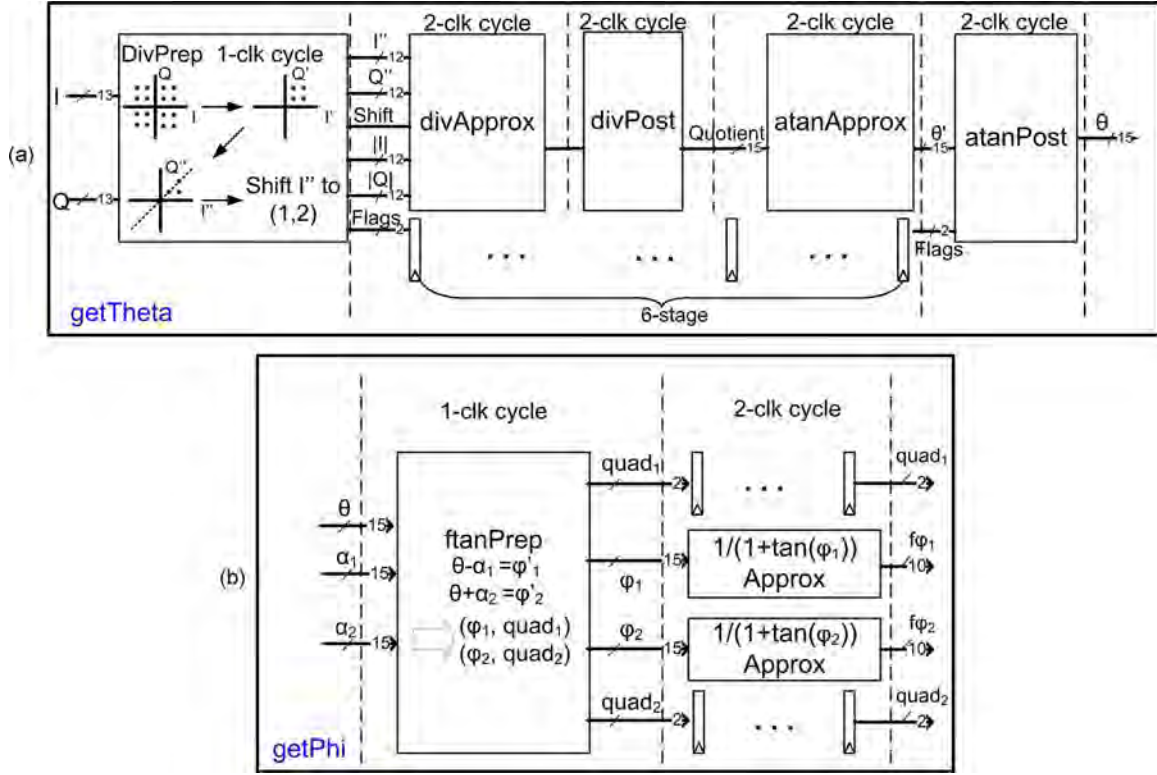 (a)
DivPrep 1-clk cycle
Q
I
Q'
I'
Q''
I''
Shift I'' to
(1,2)
I 13
Q 13
I'' 12
Q'' 12
Shift
|I| 12
|Q| 12
Flags 2
2-clk cycle
divApprox
2-clk cycle
divPost
Quotient 15
2-clk cycle
atanApprox
θ' 15
Flags 2
2-clk cycle
atanPost
θ 15
. . .
. . .
. . .
6-stage
getTheta
(b)
1-clk cycle
2-clk cycle
θ 15
α1 15
α2 15
ftanPrep
θ-α1 =φ'1
θ+α2 =φ'2
(φ1, quad1)
(φ2, quad2)
quad1 2
. . .
quad1 2
φ1 15
1/(1+tan(φ1))
Approx
fφ1 10
φ2 15
1/(1+tan(φ2))
Approx
fφ2 10
quad2 2
. . .
quad2 2
getPhi